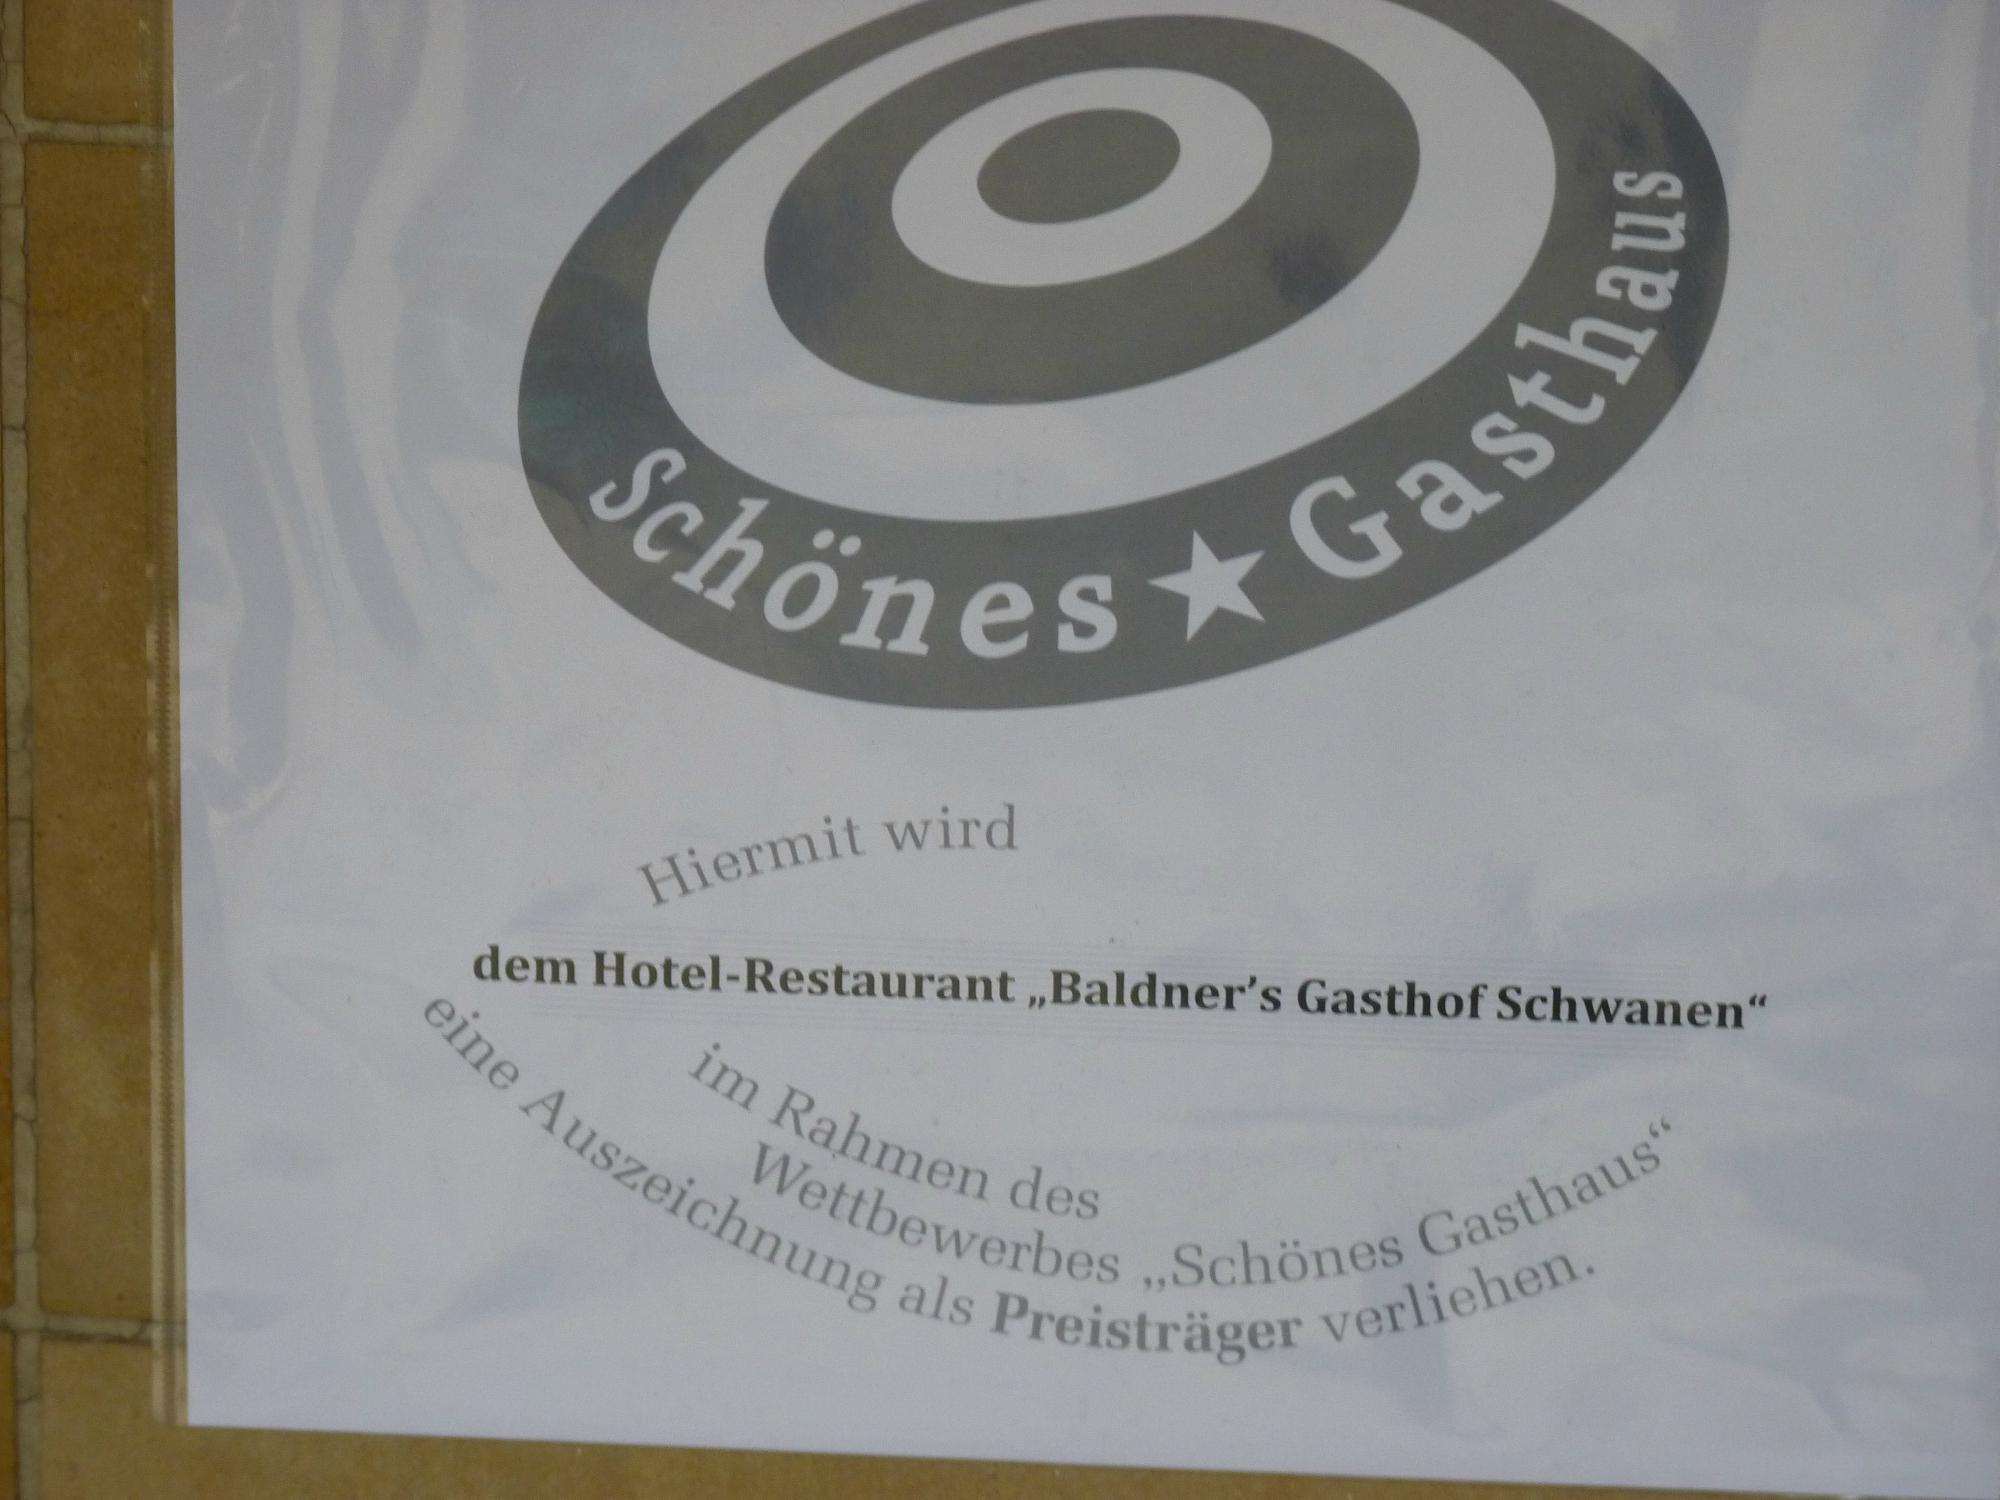 Schönes ★ Gasthaus
Hiermit wird
dem Hotel-Restaurant „Baldner’s Gasthof Schwanen“
im Rahmen des
Wettbewerbes „Schönes Gasthaus“
eine Auszeichnung als Preisträger verliehen.